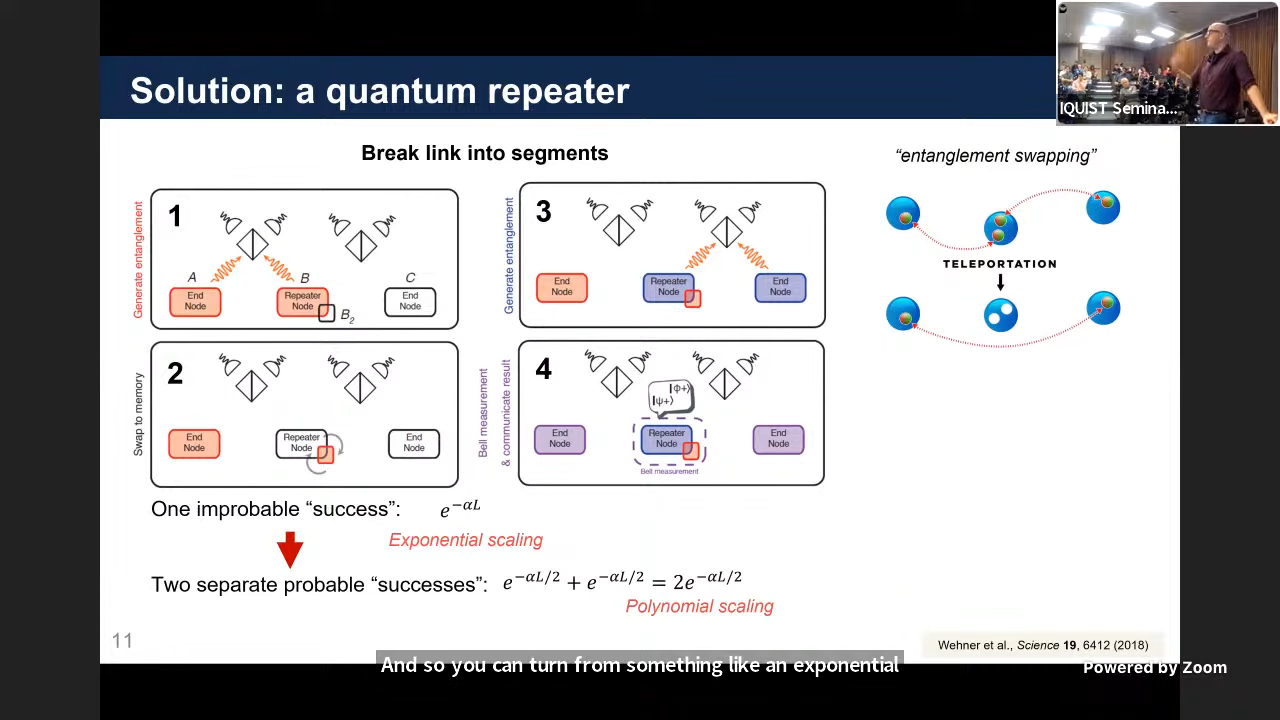 Solution: a quantum repeater
IQUIST Semina...
Break link into segments
"entanglement swapping"
Generate entanglement
1
A
B
C
End
Node
Repeater
Node
B2
End
Node
Swap to memory
2
End
Node
Repeater
Node
End
Node
Generate entanglement
3
End
Node
Repeater
Node
End
Node
Bell measurement
& communicate result
4
|Φ+⟩
|ψ+⟩
End
Node
Repeater
Node
End
Node
Bell measurement
TELEPORTATION
One improbable “success”: e^{-αL}
Exponential scaling
Two separate probable “successes”: e^{-αL/2} + e^{-αL/2} = 2e^{-αL/2}
Polynomial scaling
11
Wehner et al., Science 19, 6412 (2018)
And so you can turn from something like an exponential
Powered by Zoom